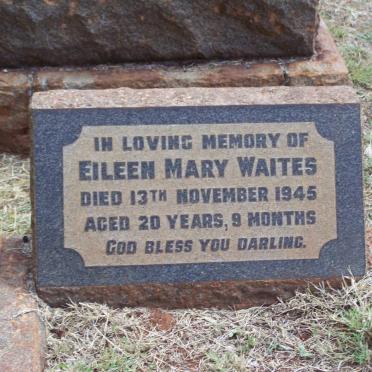 IN LOVING MEMORY OF
EILEEN MARY WAITES
DIED 13TH NOVEMBER 1945
AGED 20 YEARS, 9 MONTHS
GOD BLESS YOU DARLING.